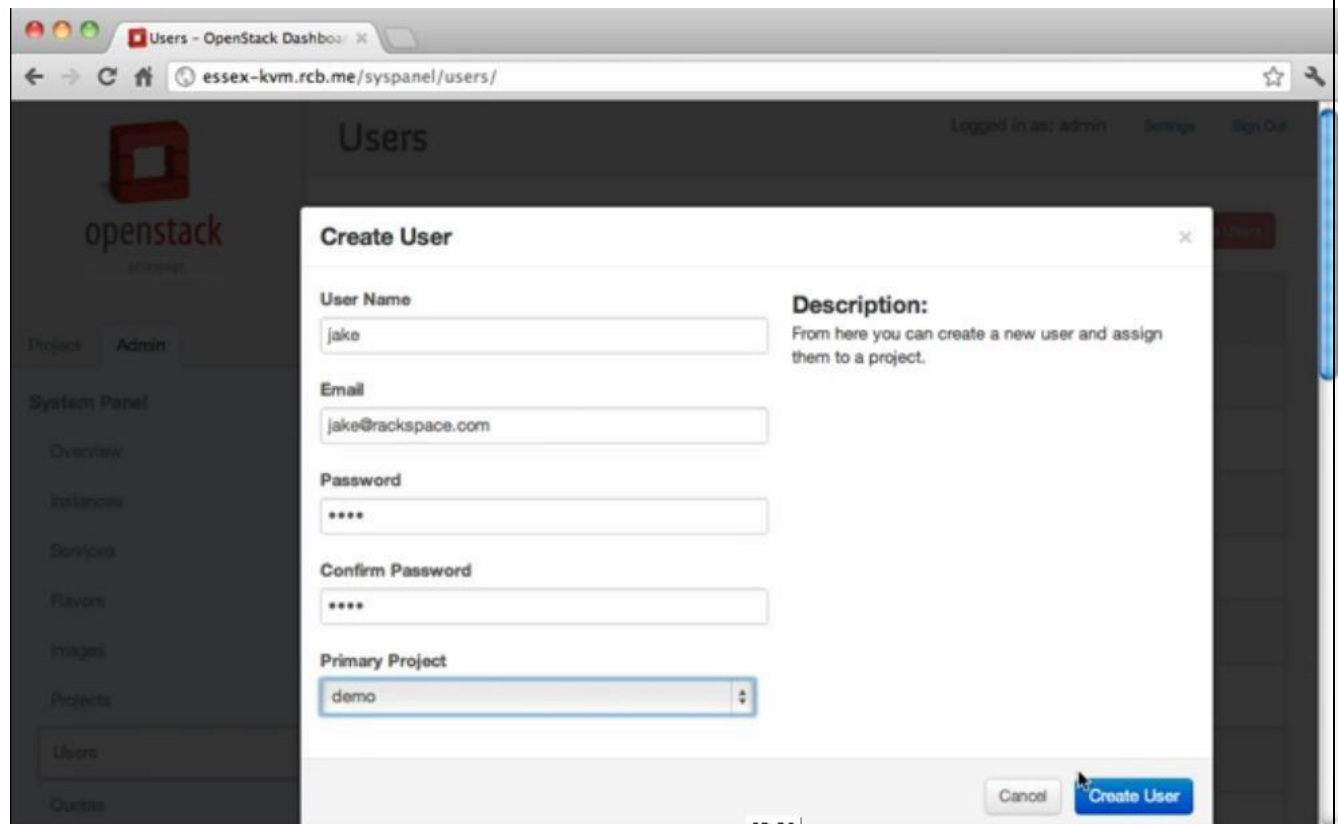 Users - OpenStack Dashboar
essex-kvm.rcb.me/syspanel/users/
openstack
Users
Logged in as: admin
Settings
Sign Out
Users
Project
Admin
System Panel
Overview
Instances
Services
Flavors
Images
Projects
Users
Quotas
Create User
×
User Name
jake
Email
jake@rackspace.com
Password
••••
Confirm Password
••••
Primary Project
demo
Description:
From here you can create a new user and assign
them to a project.
Cancel
Create User